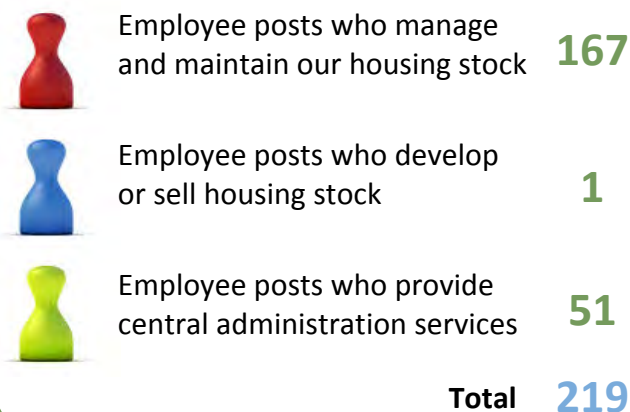 Employee posts who manage
and maintain our housing stock 167
Employee posts who develop
or sell housing stock 1
Employee posts who provide
central administration services 51
Total 219